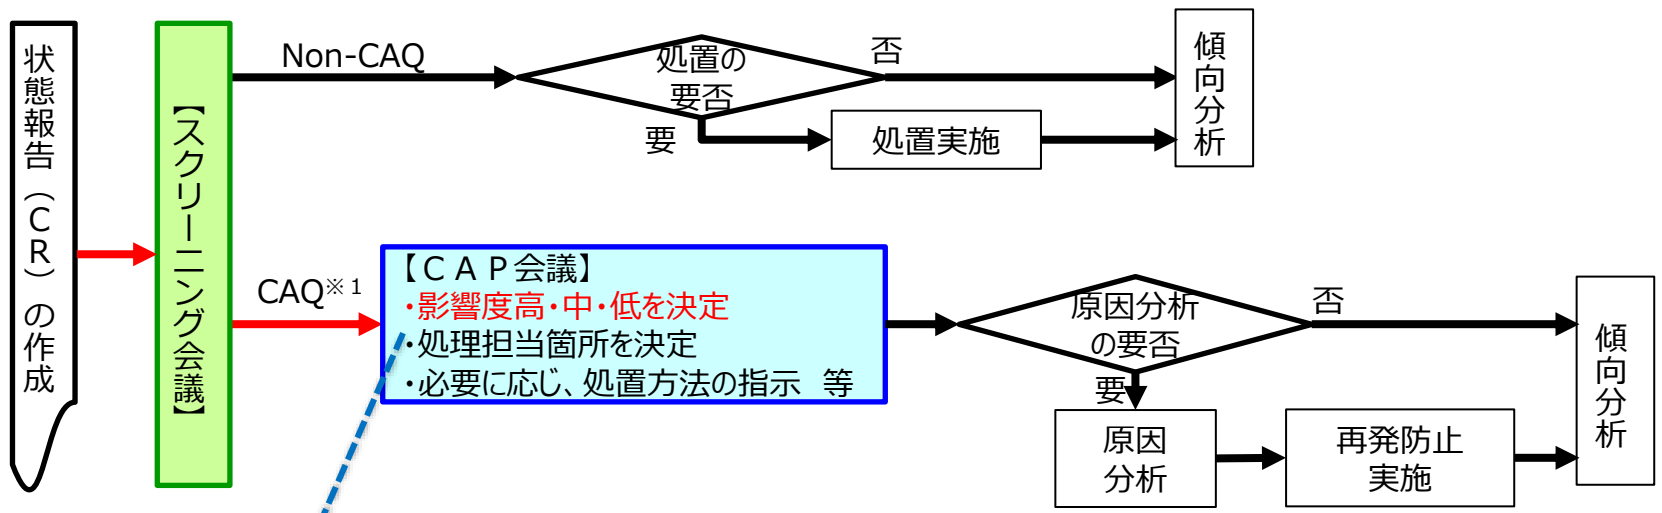 状態報告（ＣＲ）の作成
【スクリーニング会議】
Non-CAQ
処置の
要否
否
要
処置実施
傾向分析
CAQ※１
【ＣＡＰ会議】
・影響度高・中・低を決定
・処理担当箇所を決定
・必要に応じ、処置方法の指示　等
原因分析
の要否
否
要
原因
分析
再発防止
実施
傾向分析